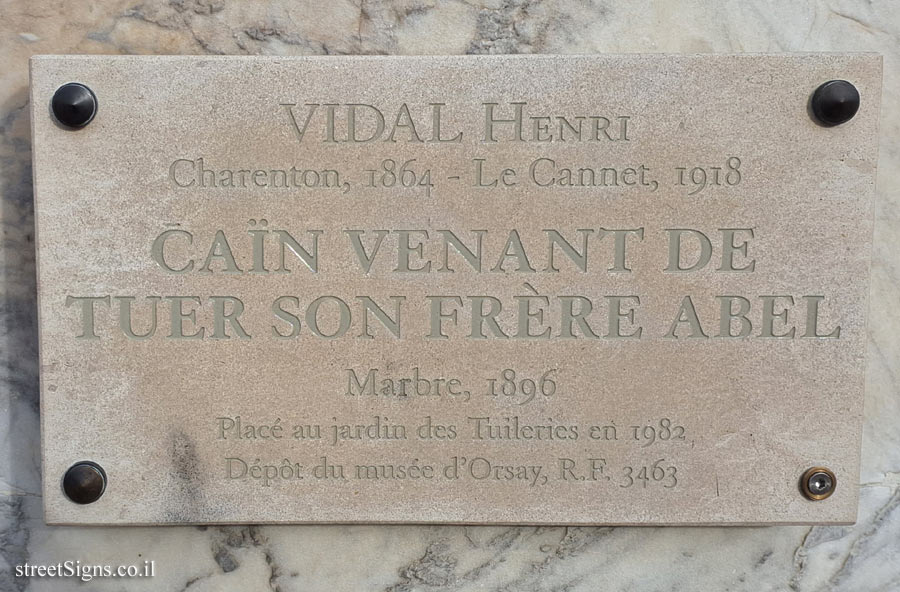 VIDAL HENRI
Charenton, 1864 - Le Cannet, 1918
CAÏN VENANT DE
TUER SON FRÈRE ABEL
Marbre, 1896
Placé au jardin des Tuileries en 1982
Dépôt du musée d'Orsay, R.F. 3463
streetSigns.co.il